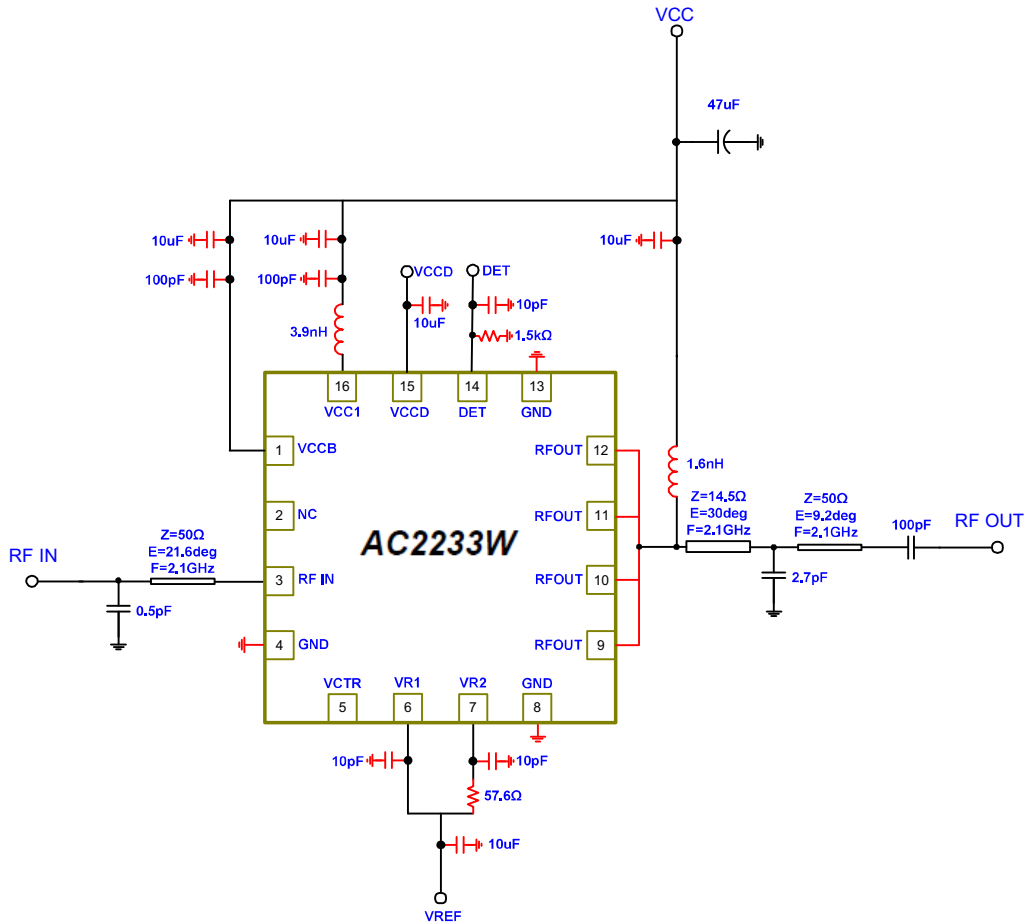 VCC
47uF
10uF
100pF
10uF
100pF
3.9nH
VCCD
10uF
DET
10pF
1.5kΩ
10uF
16
15
14
13
VCC1
VCCD
DET
GND
1
VCCB
2
NC
3
RF IN
4
GND
AC2233W
RFOUT
12
RFOUT
11
RFOUT
10
RFOUT
9
1.6nH
Z=14.5Ω
E=30deg
F=2.1GHz
Z=50Ω
E=9.2deg
F=2.1GHz
100pF
RF OUT
2.7pF
RF IN
Z=50Ω
E=21.6deg
F=2.1GHz
0.5pF
VCTR
VR1
VR2
GND
5
6
7
8
10pF
10pF
57.6Ω
10uF
VREF